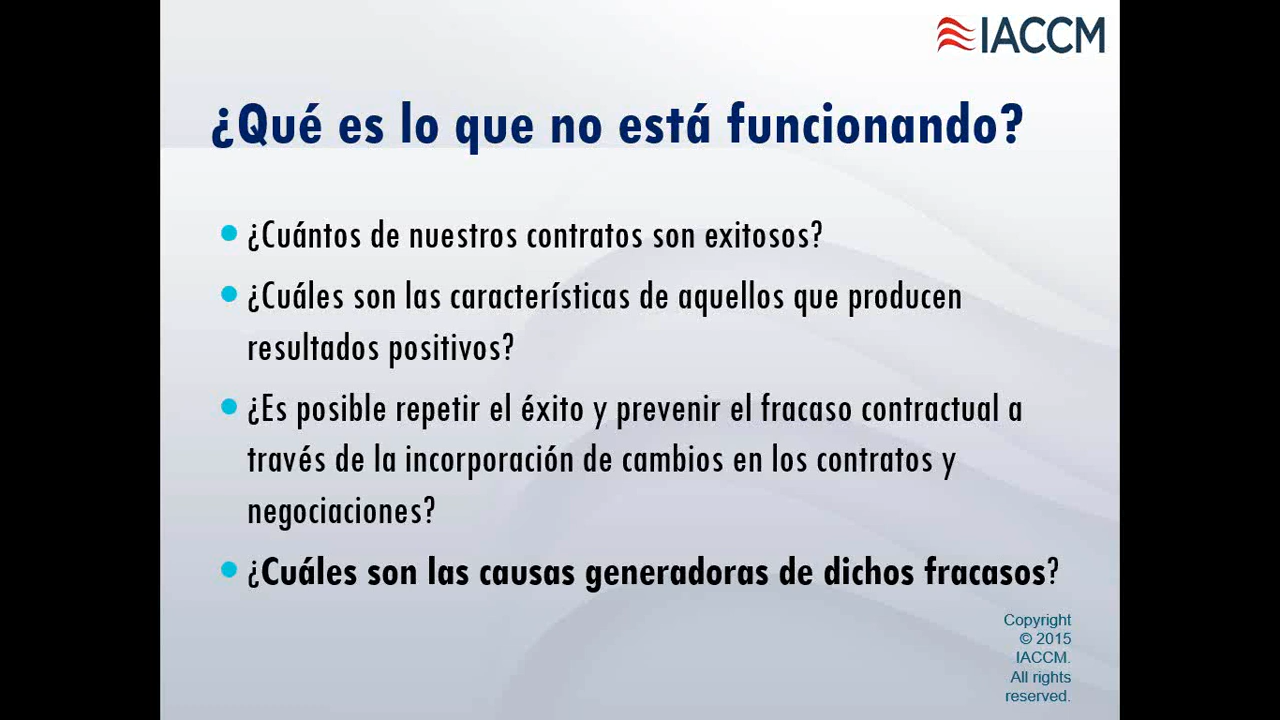 IACCM
¿Qué es lo que no está funcionando?
¿Cuántos de nuestros contratos son exitosos?
¿Cuáles son las características de aquellos que producen
resultados positivos?
¿Es posible repetir el éxito y prevenir el fracaso contractual a
través de la incorporación de cambios en los contratos y
negociaciones?
¿Cuáles son las causas generadoras de dichos fracasos?
Copyright
© 2015
IACCM.
All rights
reserved.